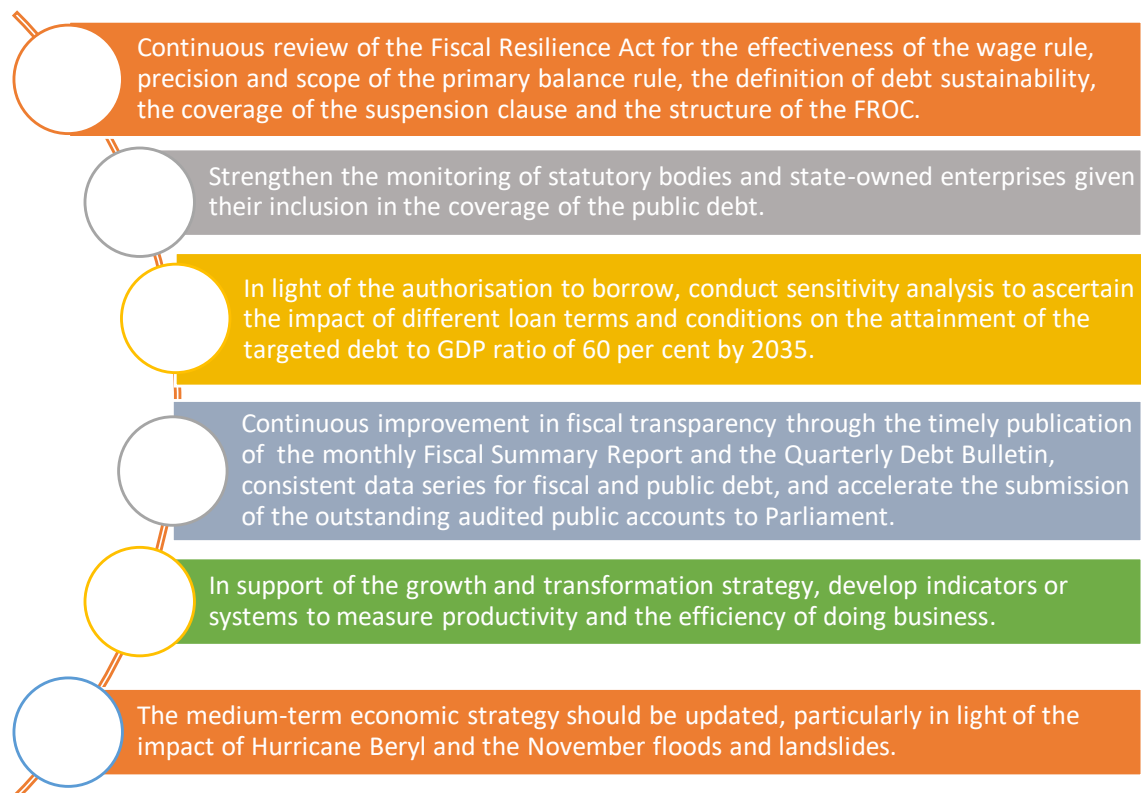 Continuous review of the Fiscal Resilience Act for the effectiveness of the wage rule,
precision and scope of the primary balance rule, the definition of debt sustainability,
the coverage of the suspension clause and the structure of the FROC.
Strengthen the monitoring of statutory bodies and state-owned enterprises given
their inclusion in the coverage of the public debt.
In light of the authorisation to borrow, conduct sensitivity analysis to ascertain
the impact of different loan terms and conditions on the attainment of the
targeted debt to GDP ratio of 60 per cent by 2035.
Continuous improvement in fiscal transparency through the timely publication
of the monthly Fiscal Summary Report and the Quarterly Debt Bulletin,
consistent data series for fiscal and public debt, and accelerate the submission
of the outstanding audited public accounts to Parliament.
In support of the growth and transformation strategy, develop indicators or
systems to measure productivity and the efficiency of doing business.
The medium-term economic strategy should be updated, particularly in light of the
impact of Hurricane Beryl and the November floods and landslides.